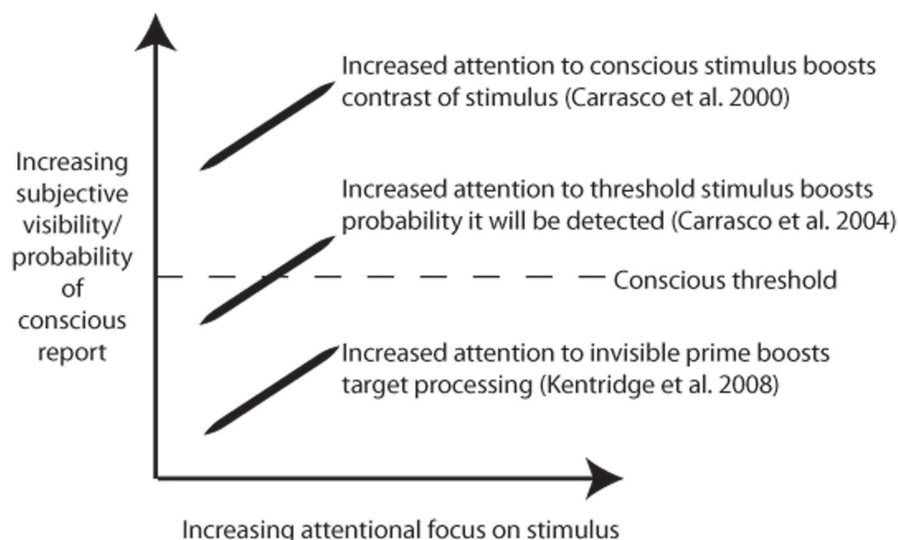 Increased attention to conscious stimulus boosts
contrast of stimulus (Carrasco et al. 2000)
Increasing
subjective
visibility/
probability
of
conscious
report
Increased attention to threshold stimulus boosts
probability it will be detected (Carrasco et al. 2004)
Conscious threshold
Increased attention to invisible prime boosts
target processing (Kentridge et al. 2008)
Increasing attentional focus on stimulus